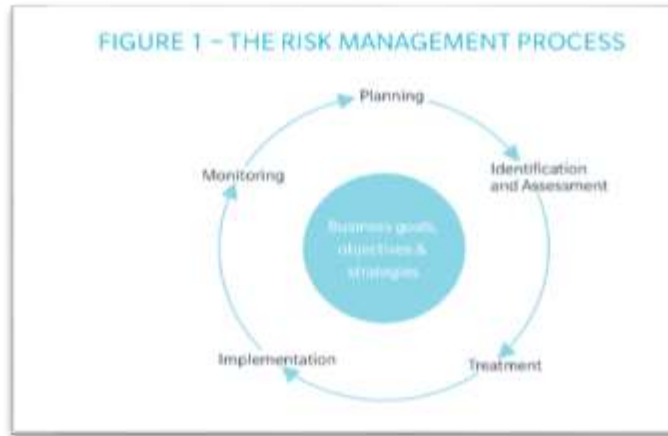 FIGURE 1 – THE RISK MANAGEMENT PROCESS
Planning
Identification
and Assessment
Treatment
Implementation
Monitoring
Business goals,
objectives &
strategies